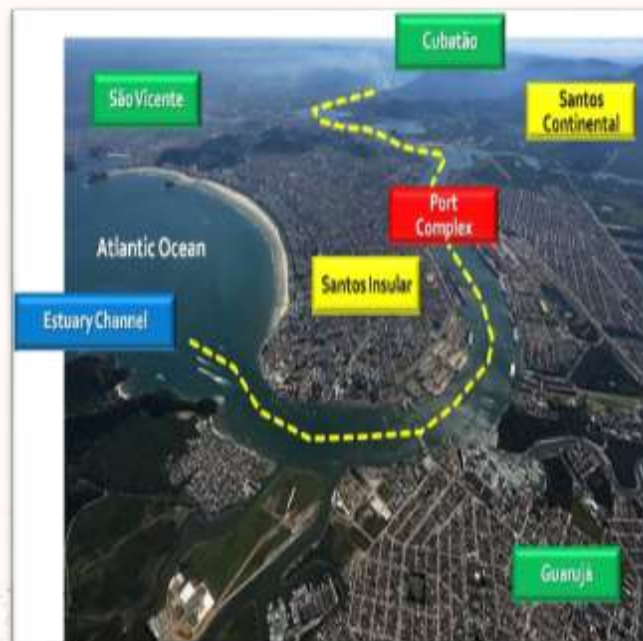 Cubatão
São Vicente
Santos
Continental
Port
Complex
Atlantic Ocean
Santos Insular
Estuary Channel
Guarujá